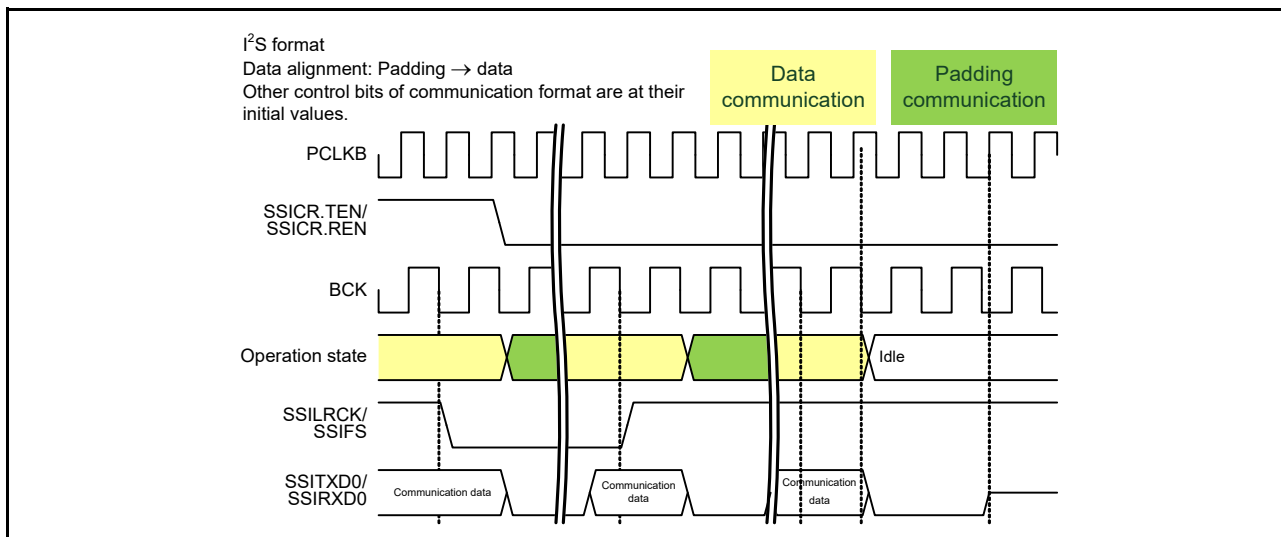 I²S format
Data alignment: Padding → data
Other control bits of communication format are at their
initial values.
Data
communication
Padding
communication
PCLKB
SSICR.TEN/
SSICR.REN
BCK
Operation state
Idle
SSILRCK/
SSIFS
SSITXD0/
SSIRXD0
Communication data
Communication
data
Communication
data